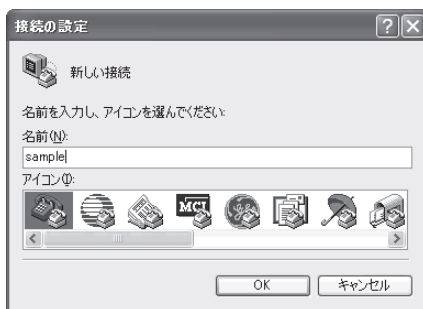 接続の設定
新しい接続
名前を入力し、アイコンを選んでください:
名前(N):
sample
アイコン(I):
MCI
OK
キャンセル